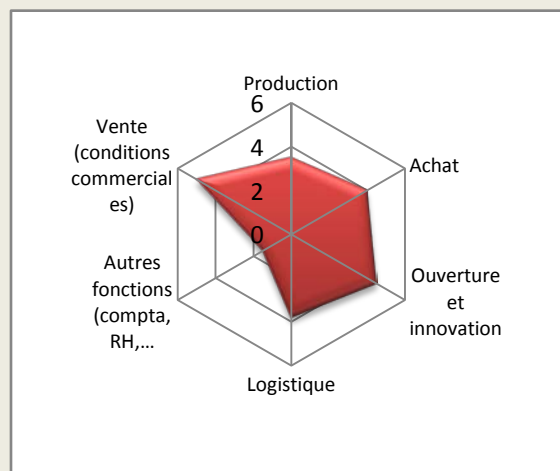 Production
6
4
2
0
Achat
Ouverture
et
innovation
Logistique
Autres
fonctions
(compta,
RH,...
Vente
(conditions
commercial
es)